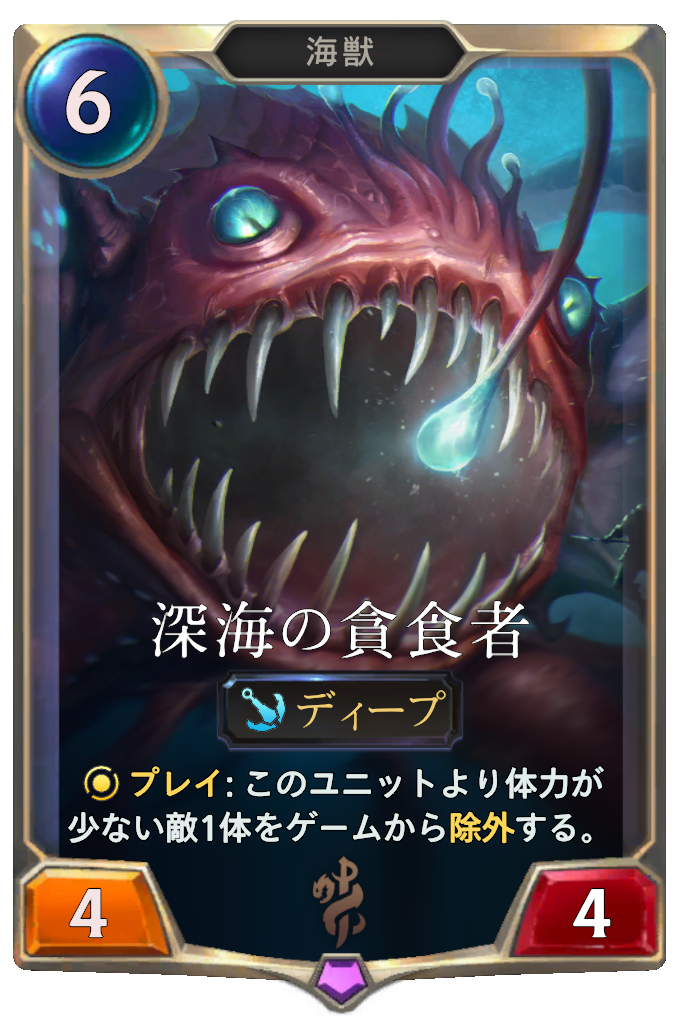 海獣
6
深海の貪食者
ディープ
プレイ: このユニットより体力が
少ない敵1体をゲームから除外する。
4
4